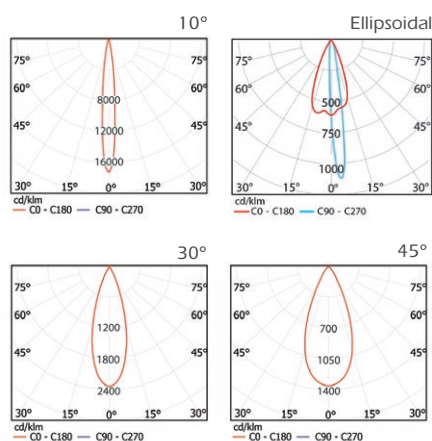 10°
75° 75°
60° 8000 60°
45° 12000 45°
16000
30° 15° 0° 15° 30°
cd/klm
C0 - C180 C90 - C270
Ellipsoidal
75° 75°
60° 500 60°
45° 750 45°
1000
30° 15° 0° 15° 30°
cd/klm
C0 - C180 C90 - C270
30°
75° 75°
60° 1200 60°
45° 1800 45°
2400
30° 15° 0° 15° 30°
cd/klm
C0 - C180 C90 - C270
45°
75° 75°
60° 700 60°
45° 1050 45°
1400
30° 15° 0° 15° 30°
cd/klm
C0 - C180 C90 - C270